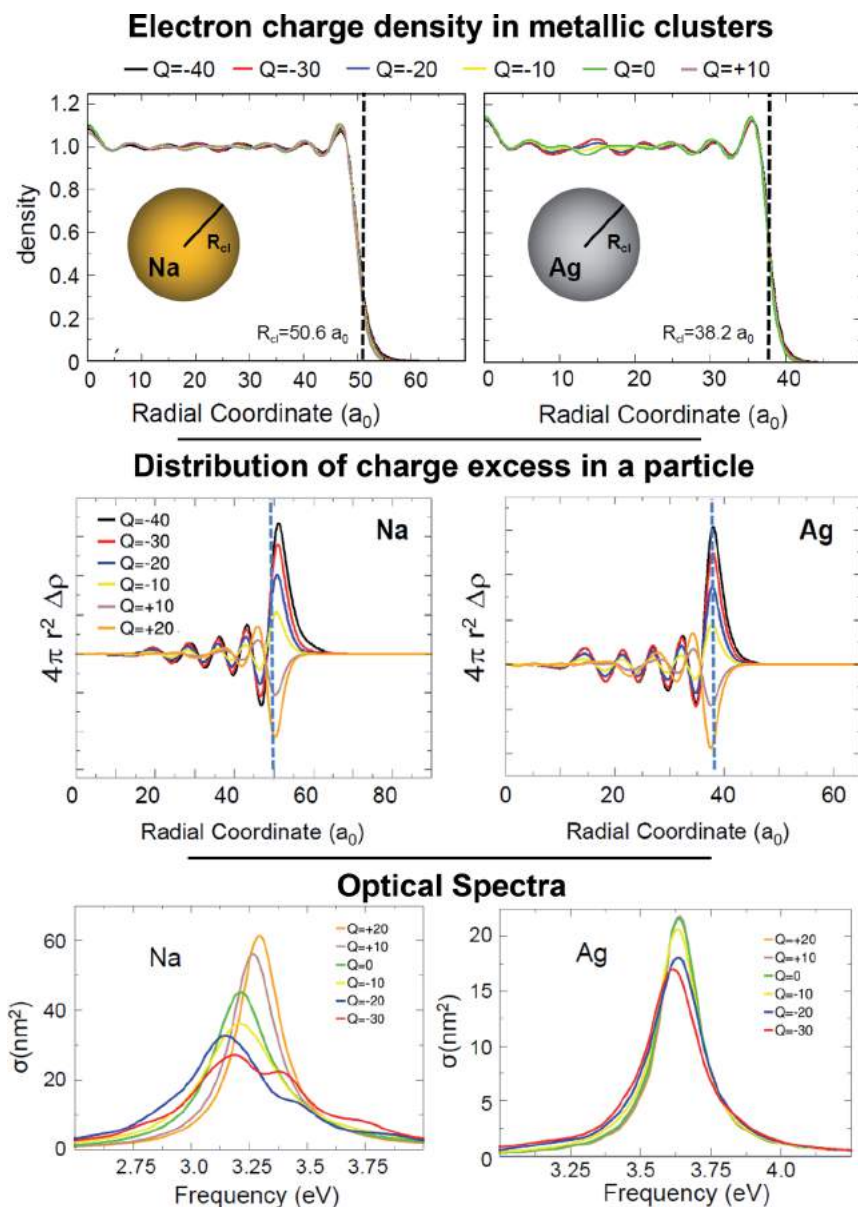 Electron charge density in metallic clusters
Q=-40 Q=-30 Q=-20 Q=-10 Q=0 Q=+10
1.2
1.0
0.8
0.6
0.4
0.2
0
density
Na
R_cl
R_cl=50.6 a_0
0 10 20 30 40 50 60
Radial Coordinate (a_0)
Ag
R_cl
R_cl=38.2 a_0
0 10 20 30 40
Radial Coordinate (a_0)
Distribution of charge excess in a particle
4π r² Δρ
Q=-40
Q=-30
Q=-20
Q=-10
Q=+10
Q=+20
Na
0 20 40 60 80
Radial Coordinate (a_0)
4π r² Δρ
Ag
0 20 40 60
Radial Coordinate (a_0)
Optical Spectra
σ(nm²)
60
40
20
0
Na
Q=+20
Q=+10
Q=0
Q=-10
Q=-20
Q=-30
2.75 3.0 3.25 3.5 3.75
Frequency (eV)
σ(nm²)
20
15
10
5
0
Ag
Q=+20
Q=+10
Q=0
Q=-10
Q=-20
Q=-30
3.25 3.5 3.75 4.0
Frequency (eV)